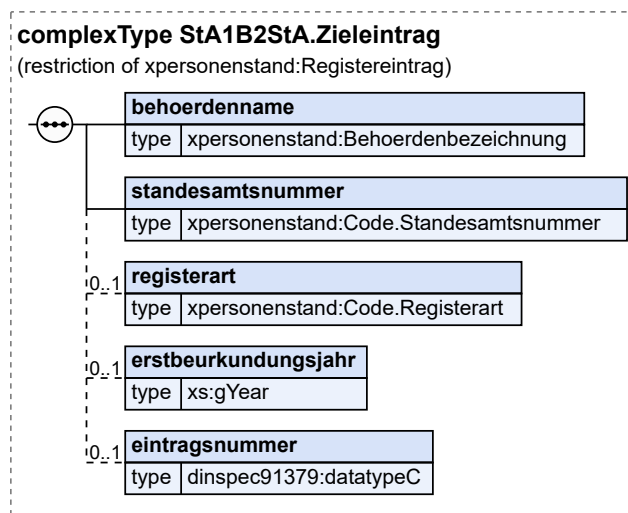 complexType StA1B2StA.Zieleintrag
(restriction of xpersonenstand:Registereintrag)
behoerdenname
type xpersonenstand:Behoerdenbezeichnung
standesamtsnummer
type xpersonenstand:Code.Standesamtsnummer
0..1 registerart
type xpersonenstand:Code.Registerart
0..1 erstbeurkundungsjahr
type xs:gYear
0..1 eintragsnummer
type dinspec91379:datatypeC